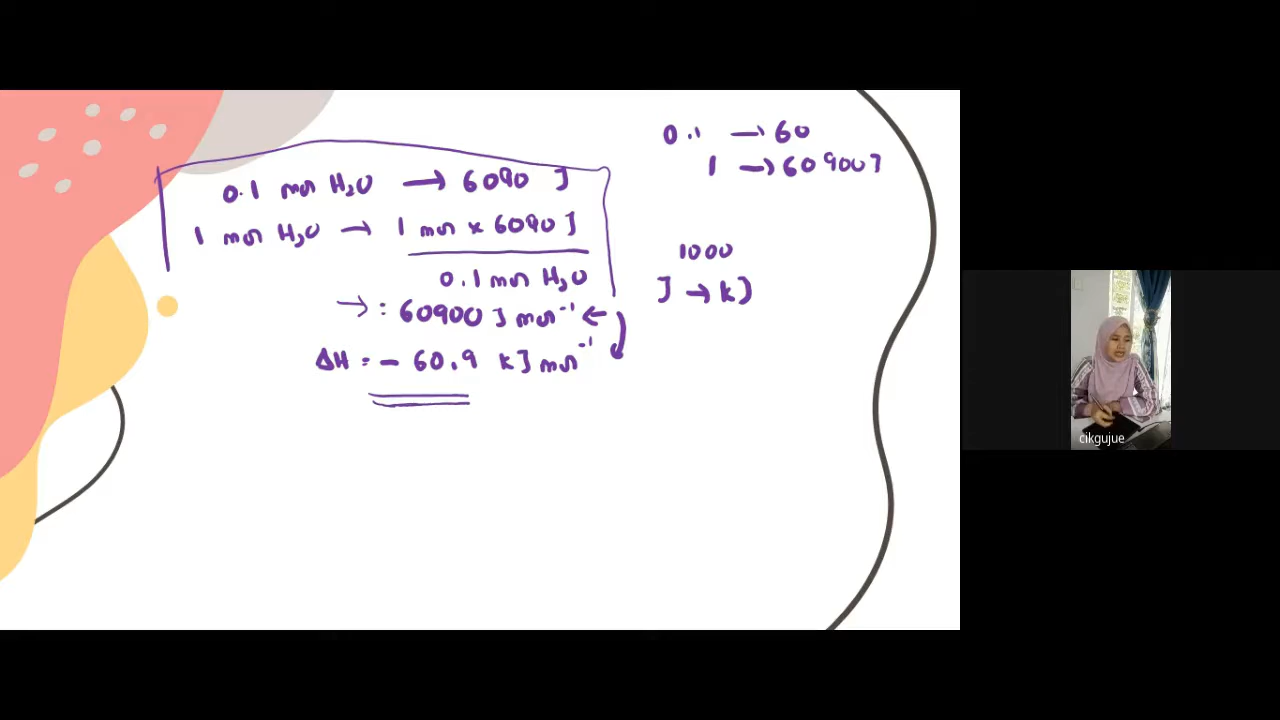 0.1 mol H₂O → 6090 J
1 mol H₂O → 1 mol x 6090 J
0.1 mol H₂O
→ : 60900 J mol⁻¹ ←
ΔH = - 60.9 kJ mol⁻¹
0.1 → 60
1 → 60900J
1000
J → kJ
cikgujue